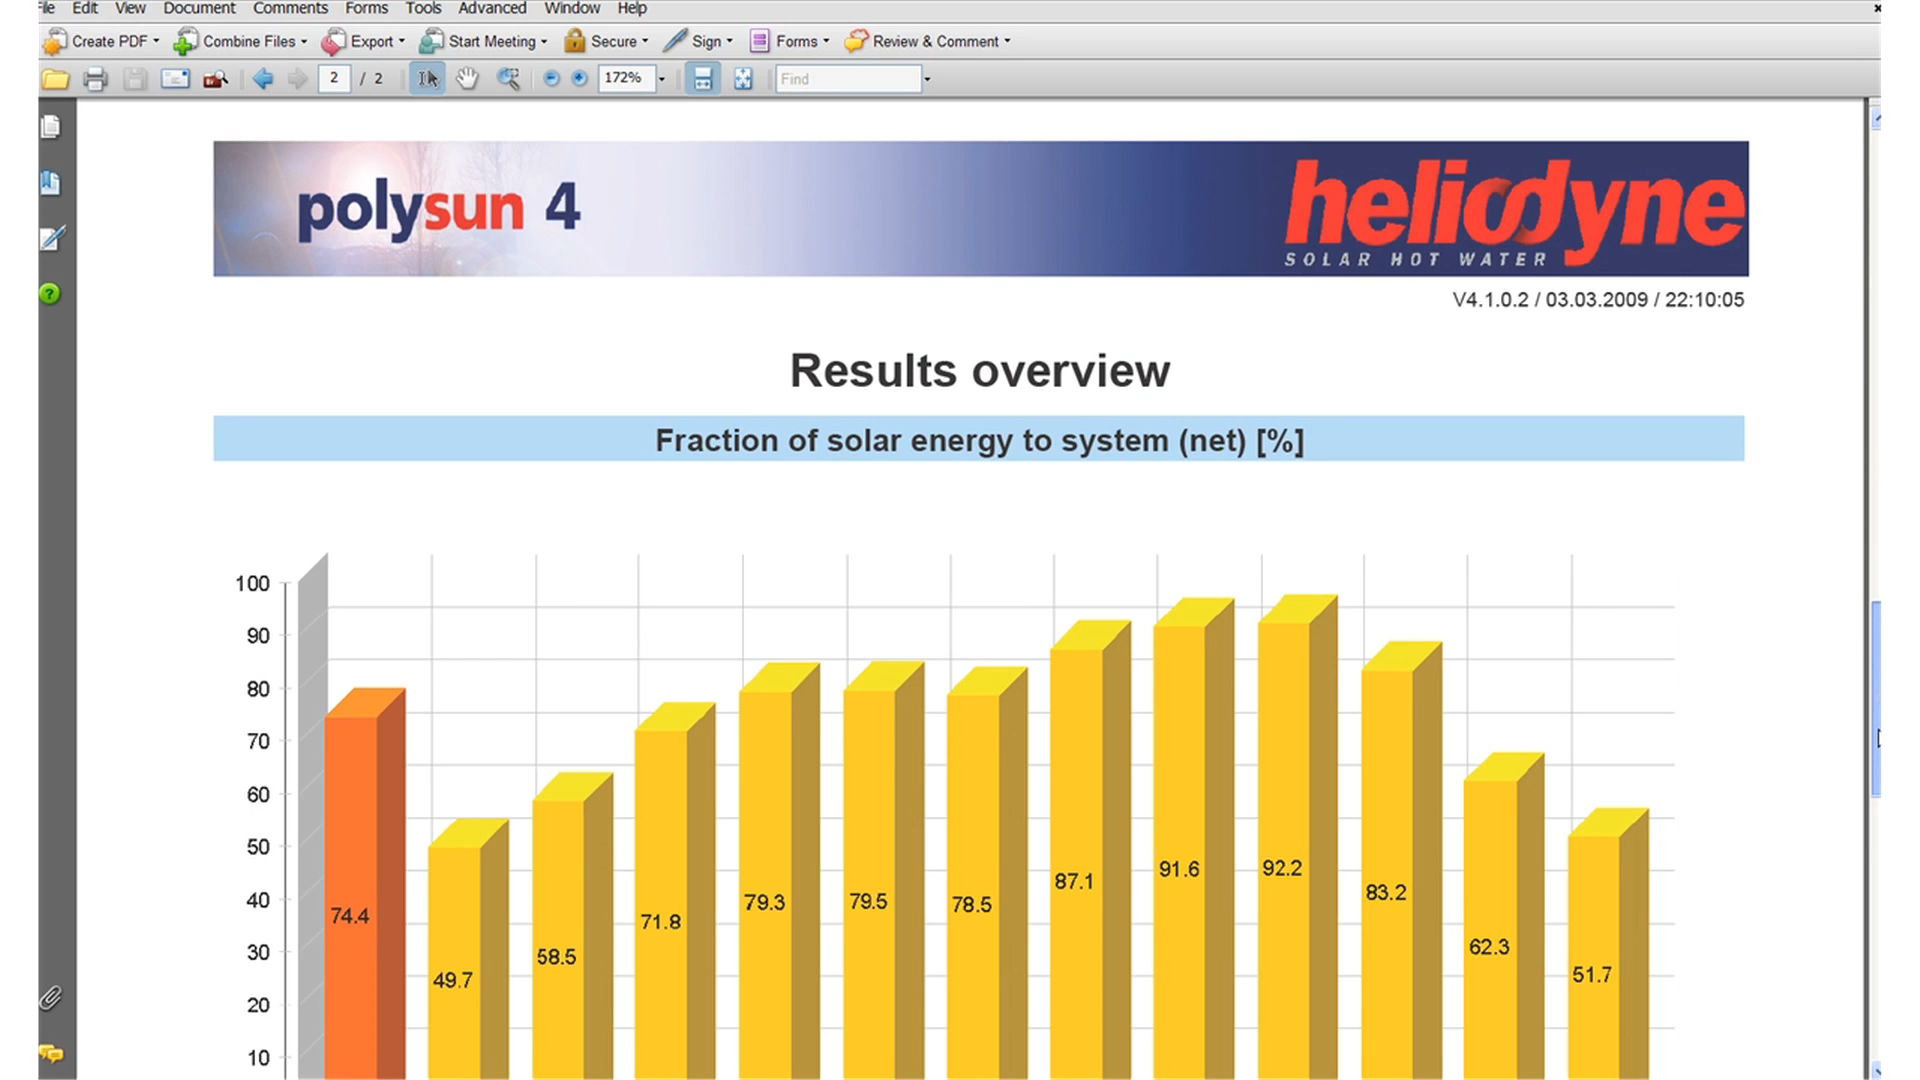 File Edit View Document Comments Forms Tools Advanced Window Help
Create PDF Combine Files Export Start Meeting Secure Sign Forms Review & Comment
2 / 2 172% Find
polysun 4
heliodyne
SOLAR HOT WATER
V4.1.0.2 / 03.03.2009 / 22:10:05
Results overview
Fraction of solar energy to system (net) [%]
100
90
80
70
60
50
40
30
20
10
74.4
49.7
58.5
71.8
79.3
79.5
78.5
87.1
91.6
92.2
83.2
62.3
51.7